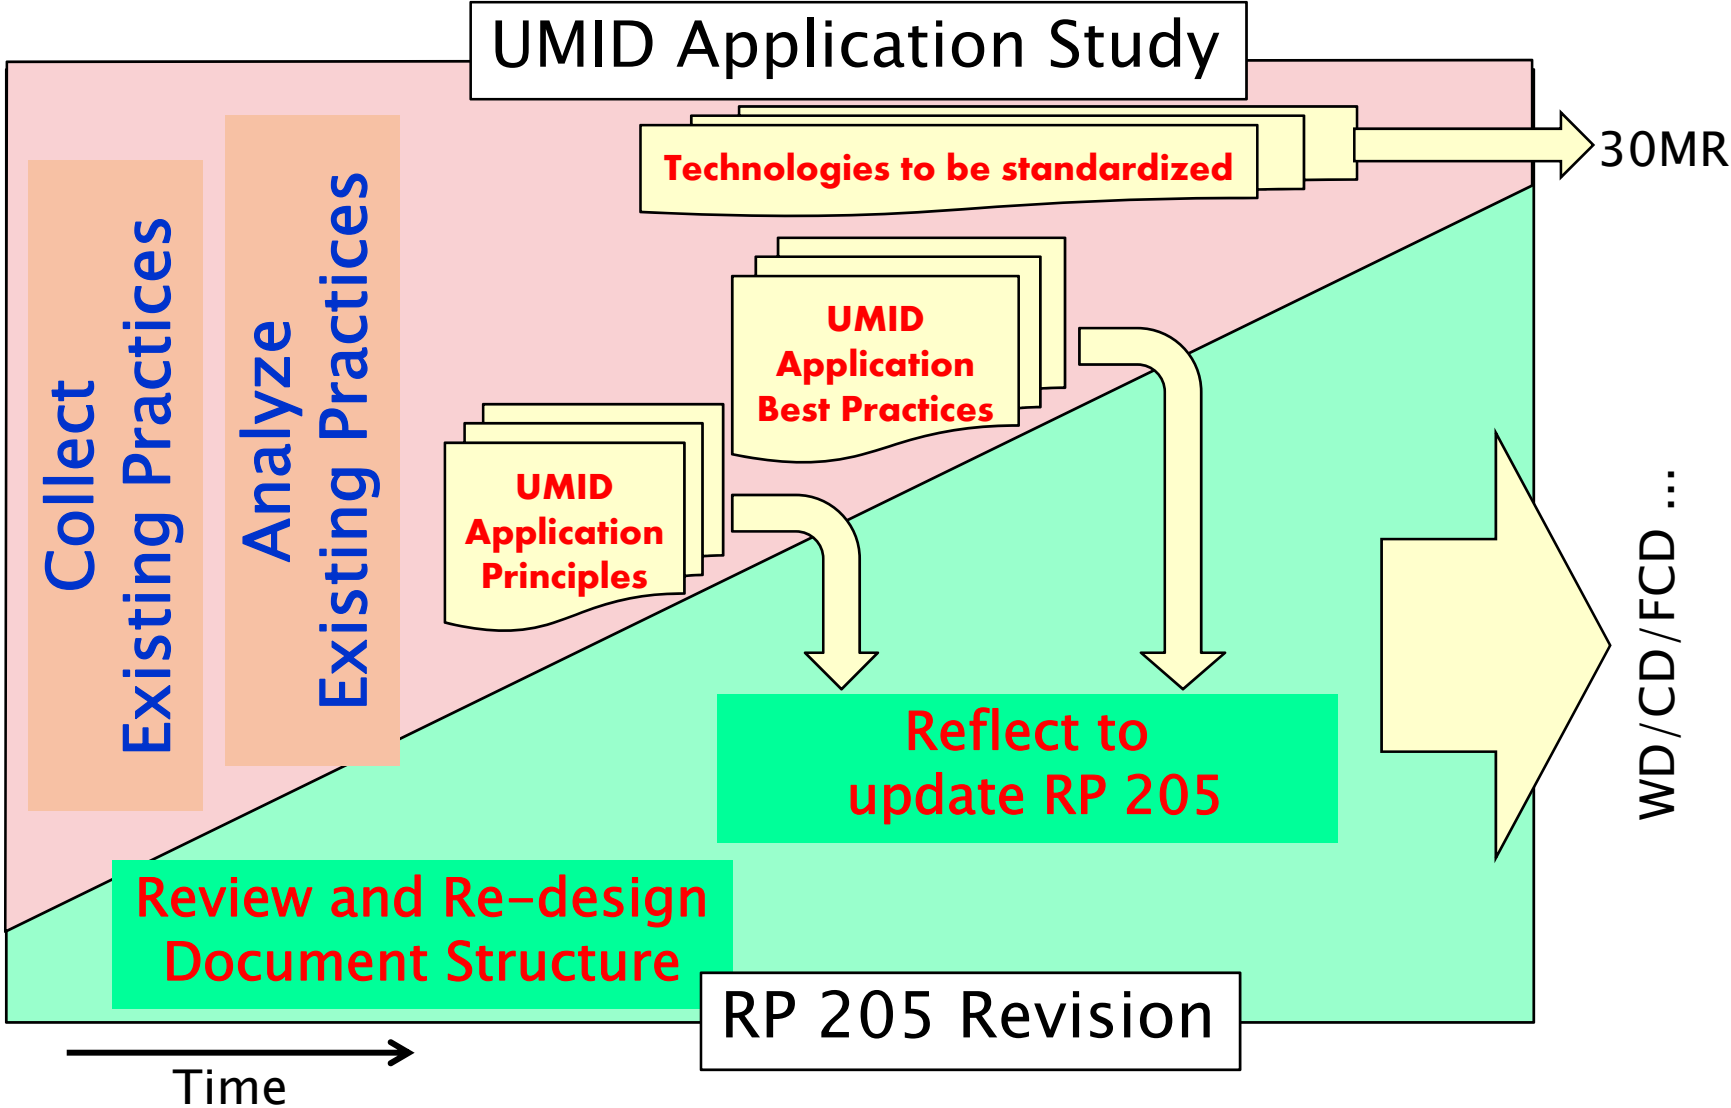 UMID Application Study
Technologies to be standardized
30MR
Collect
Existing Practices
Analyze
Existing Practices
UMID
Application
Best Practices
UMID
Application
Principles
WD/CD/FCD ...
Reflect to
update RP 205
Review and Re-design
Document Structure
RP 205 Revision
Time